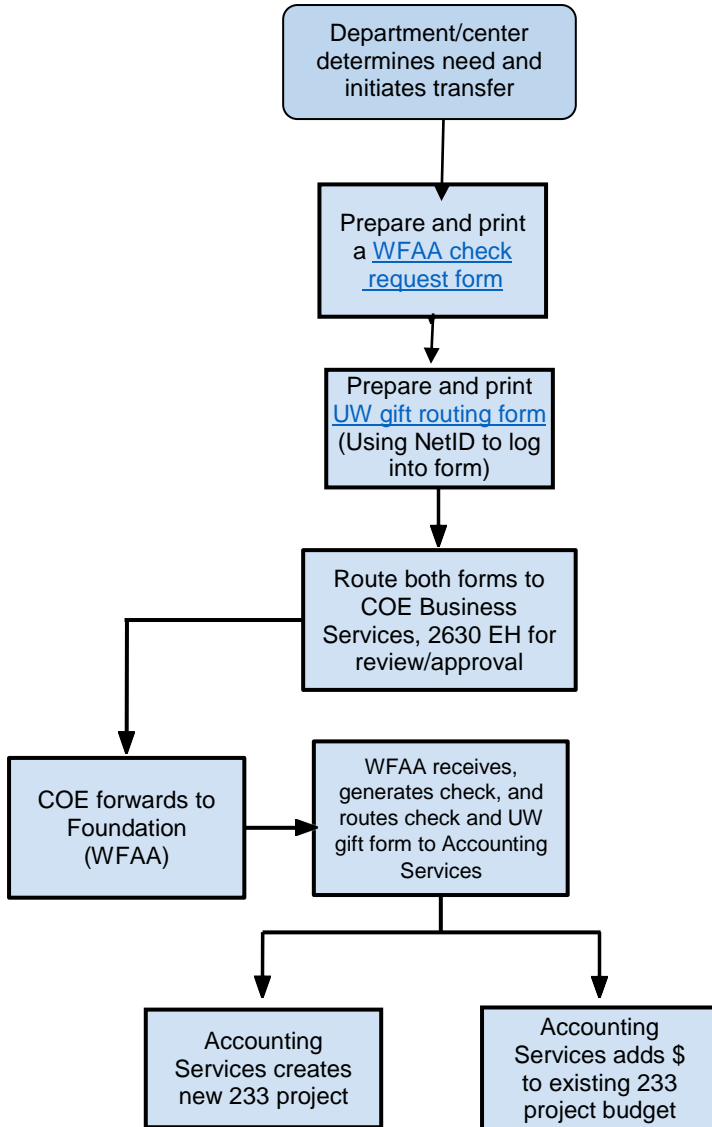 Department/center
determines need and
initiates transfer
Prepare and print
a WFAA check
request form
Prepare and print
UW gift routing form
(Using NetID to log
into form)
Route both forms to
COE Business
Services, 2630 EH for
review/approval
COE forwards to
Foundation
(WFAA)
WFAA receives,
generates check, and
routes check and UW
gift form to Accounting
Services
Accounting
Services creates
new 233 project
Accounting
Services adds $
to existing 233
project budget